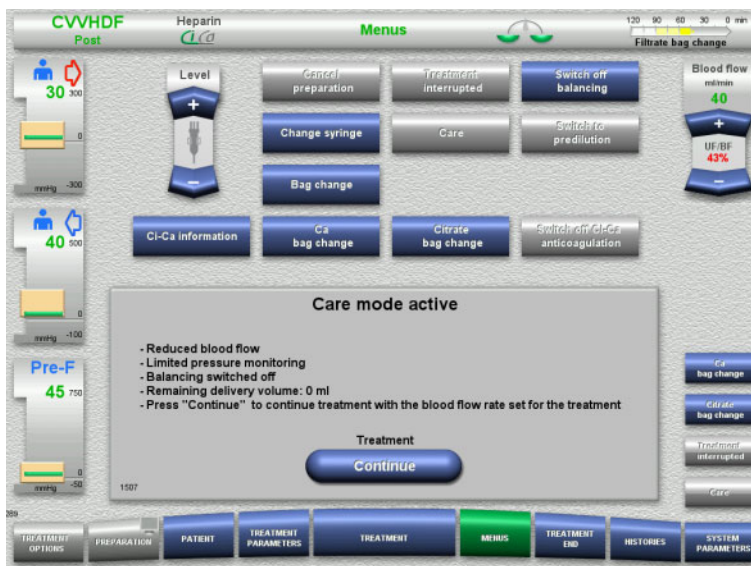 CVVHDF
Post
Heparin
Ci Ca
Menus
120 90 60 30 0 min
Filtrate bag change
30 300
0
mmHg -300
40 500
0
mmHg -100
Pre-F
45 750
0
mmHg -50
Level
+
−
Cancel
preparation
Treatment
interrupted
Switch off
balancing
Change syringe
Care
Switch to
predilution
Bag change
Ci-Ca information
Ca
bag change
Citrate
bag change
Switch off Ci-Ca
anticoagulation
Blood flow
ml/min
40
+
UF/BF
43%
−
Care mode active
- Reduced blood flow
- Limited pressure monitoring
- Balancing switched off
- Remaining delivery volume: 0 ml
- Press "Continue" to continue treatment with the blood flow rate set for the treatment
Treatment
Continue
1507
Ca
bag change
Citrate
bag change
Treatment
interrupted
Care
TREATMENT
OPTIONS
PREPARATION
PATIENT
TREATMENT
PARAMETERS
TREATMENT
MENUS
TREATMENT
END
HISTORIES
SYSTEM
PARAMETERS